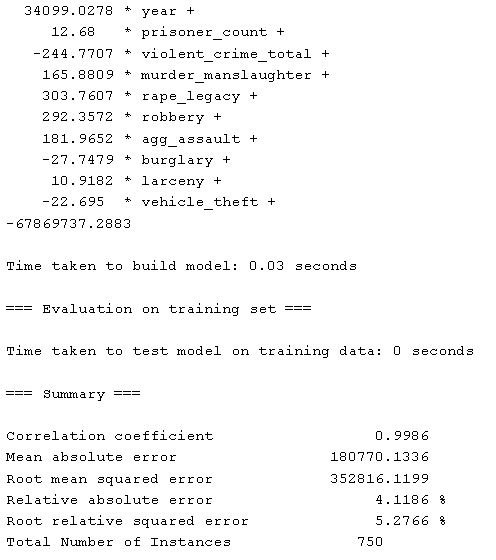 34099.0278 * year +
12.68 * prisoner_count +
-244.7707 * violent_crime_total +
165.8809 * murder_manslaughter +
303.7607 * rape_legacy +
292.3572 * robbery +
181.9652 * agg_assault +
-27.7479 * burglary +
10.9182 * larceny +
-22.695 * vehicle_theft +
-67869737.2883
Time taken to build model: 0.03 seconds
=== Evaluation on training set ===
Time taken to test model on training data: 0 seconds
=== Summary ===
Correlation coefficient 0.9986
Mean absolute error 180770.1336
Root mean squared error 352816.1199
Relative absolute error 4.1186 %
Root relative squared error 5.2766 %
Total Number of Instances 750